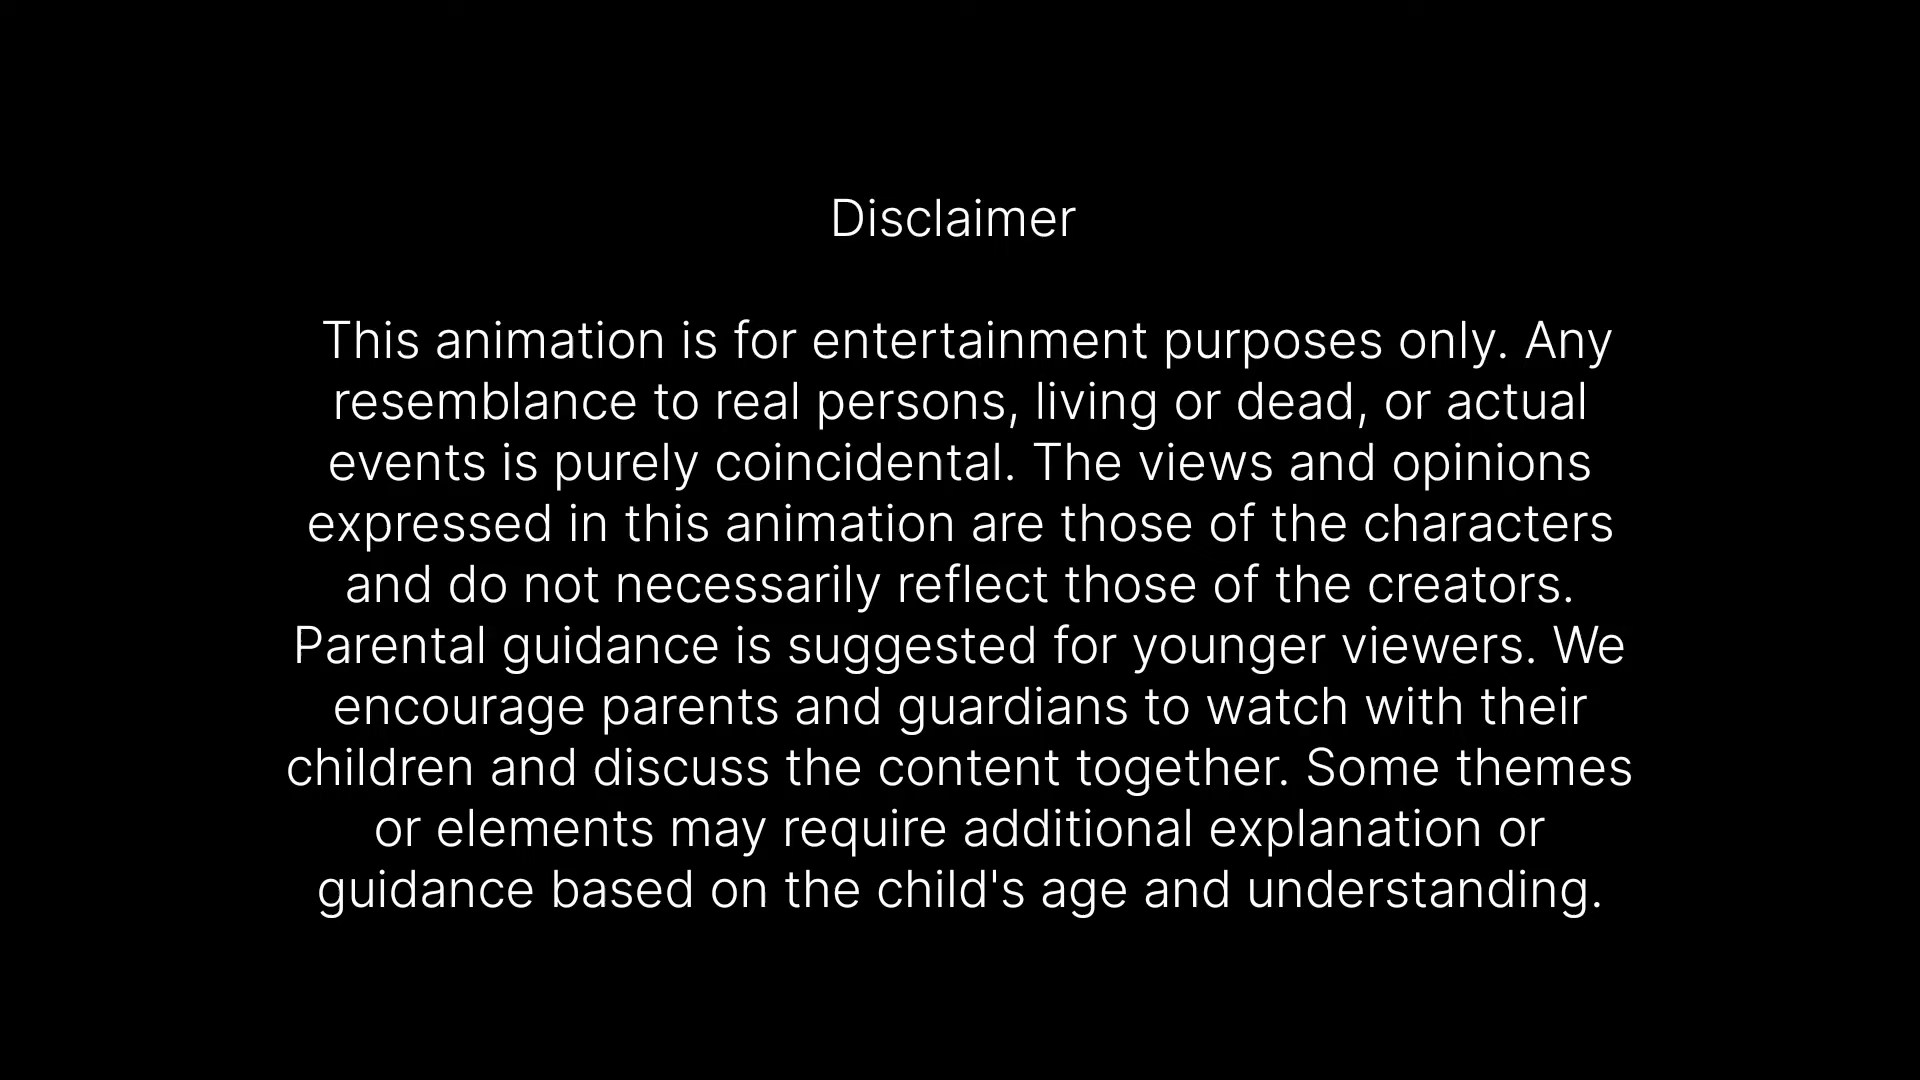 Disclaimer
This animation is for entertainment purposes only. Any
resemblance to real persons, living or dead, or actual
events is purely coincidental. The views and opinions
expressed in this animation are those of the characters
and do not necessarily reflect those of the creators.
Parental guidance is suggested for younger viewers. We
encourage parents and guardians to watch with their
children and discuss the content together. Some themes
or elements may require additional explanation or
guidance based on the child's age and understanding.